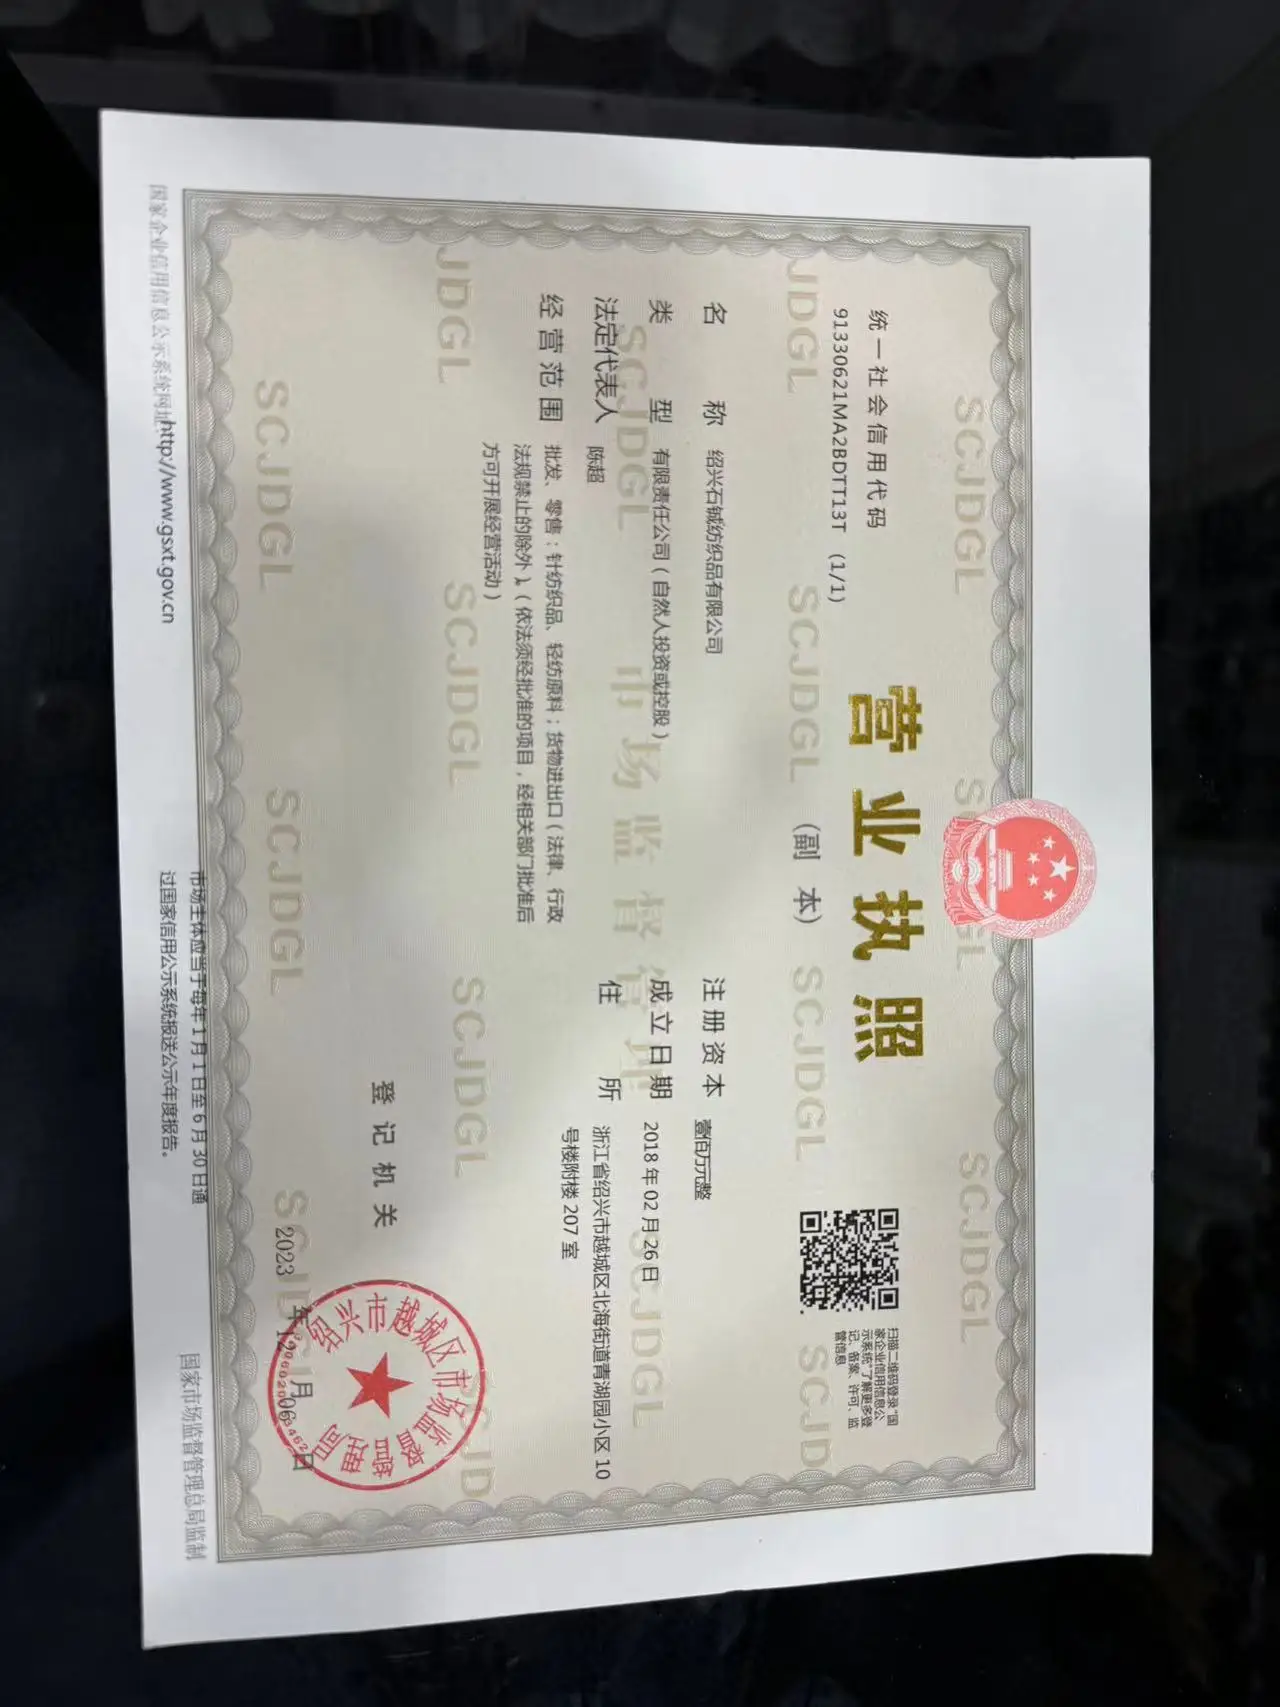 统一社会信用代码
91330621MA2BDTT13T (1/1)
营业执照
(副 本)
扫描二维码登录“国
家企业信用信息公
示系统”了解更多登
记、备案、许可、监
管信息
名 称 绍兴石铖纺织品有限公司
类 型 有限责任公司（自然人投资或控股）
法定代表人 陈超
经营范围 批发、零售：针纺织品、轻纺原料；货物进出口（法律、行政
法规禁止的除外）。（依法须经批准的项目，经相关部门批准后
方可开展经营活动）
注册资本 壹佰万元整
成立日期 2018年02月26日
住 所 浙江省绍兴市越城区北海街道青湖园小区10
号楼附楼207室
登记机关
绍兴市越城区市场监督管理局
2023 年 12 月 06 日
国家企业信用信息公示系统网址：http://www.gsxt.gov.cn
市场主体应当于每年1月1日至6月30日通
过国家信用公示系统报送公示年度报告。
国家市场监督管理总局监制
SCJDGL
市场监督管理